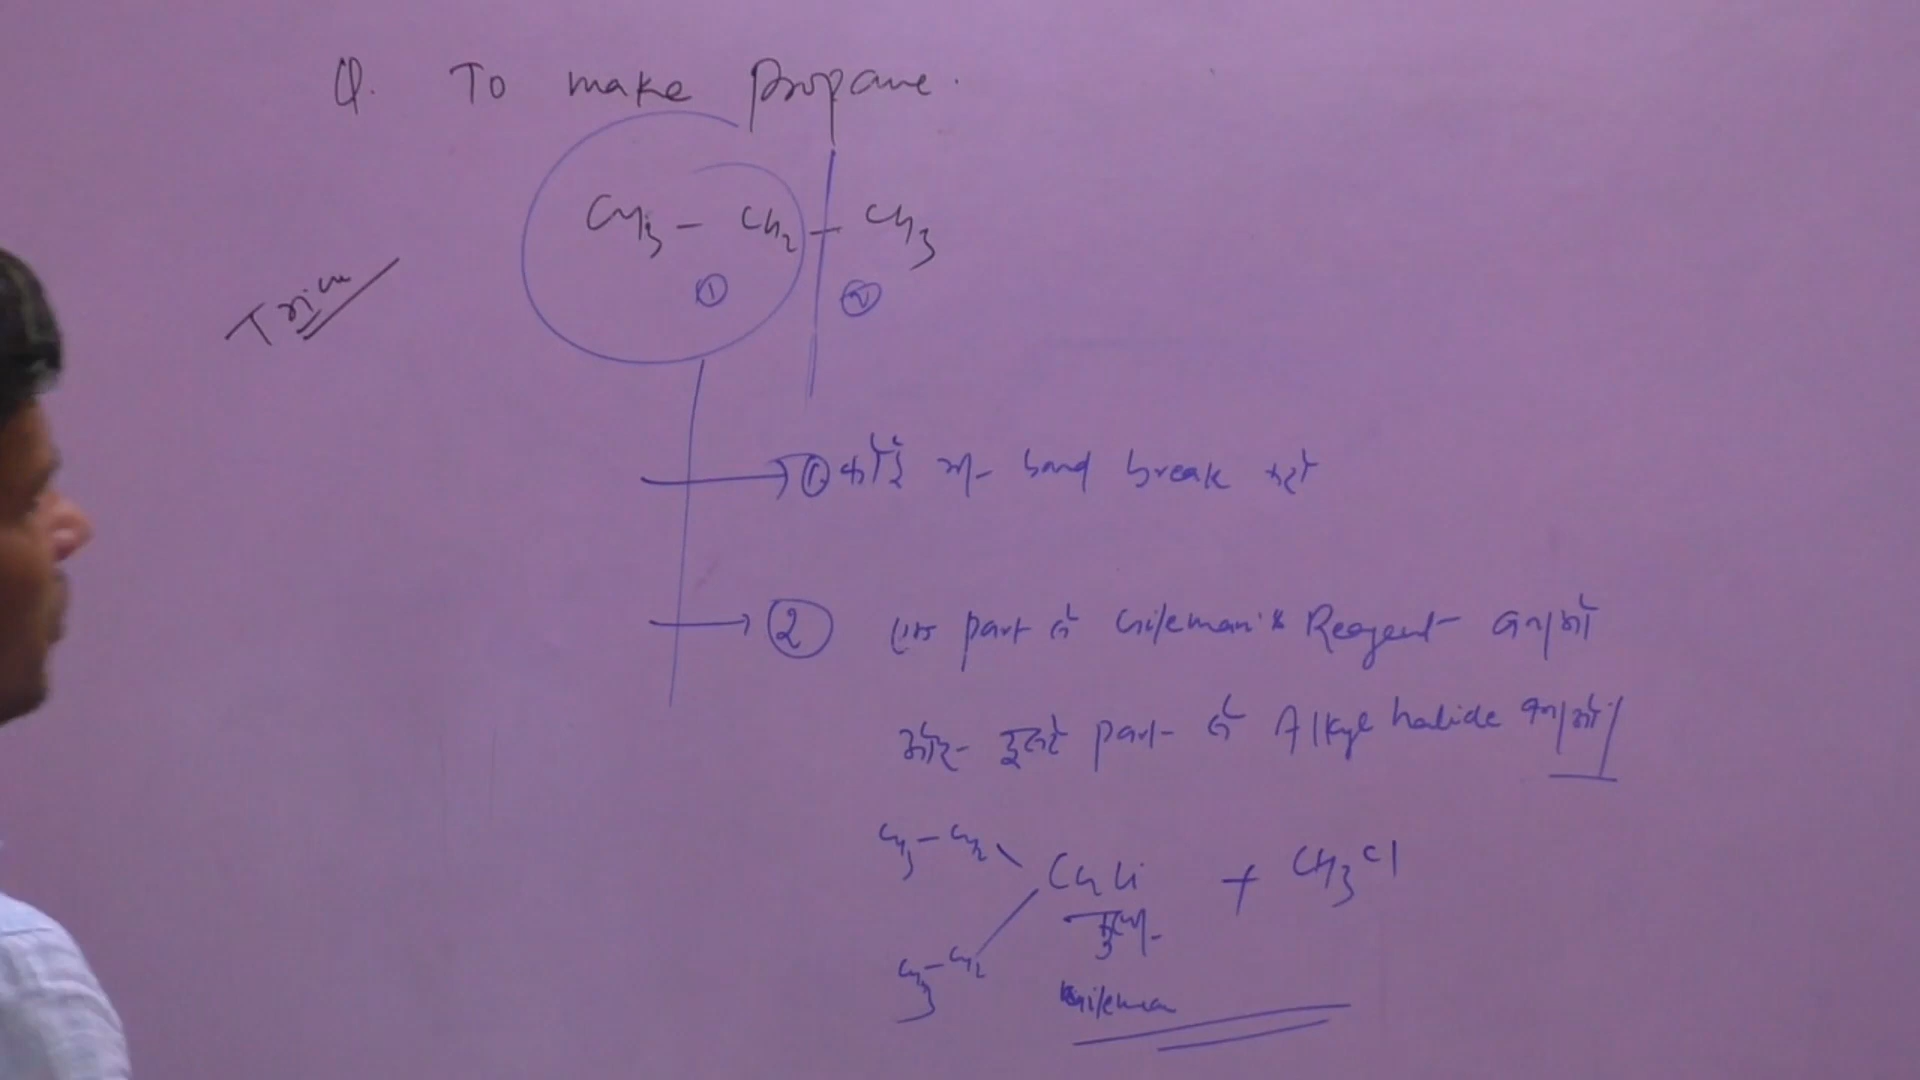 Q. To make propane.
CH3 - CH2 - CH3
① ②
Trick
① कोई भी bond break करो
② एक part से Gileman's Reagent बनाओ
और दूसरे part से Alkyl halide बनाओ
CH3 - CH2
CuLi + CH3Cl
CH3 - CH2
Gileman